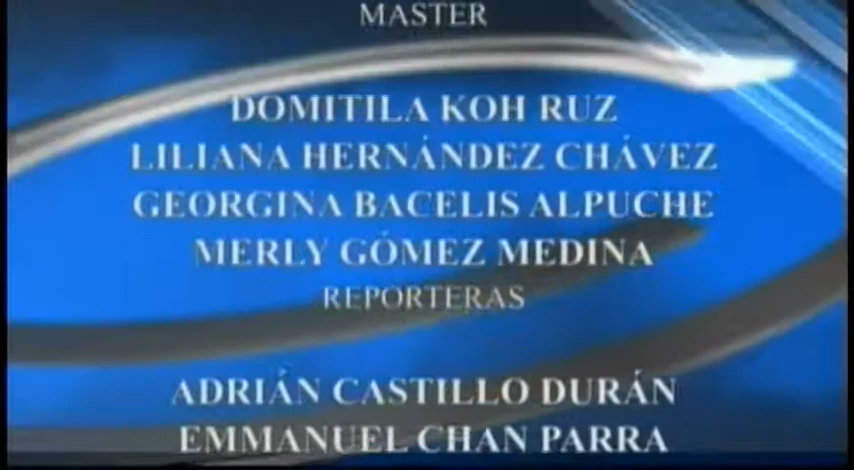 MASTER
DOMITILA KOH RUZ
LILIANA HERNÁNDEZ CHÁVEZ
GEORGINA BACELIS ALPUCHE
MERLY GÓMEZ MEDINA
REPORTERAS
ADRIÁN CASTILLO DURÁN
EMMANUEL CHAN PARRA